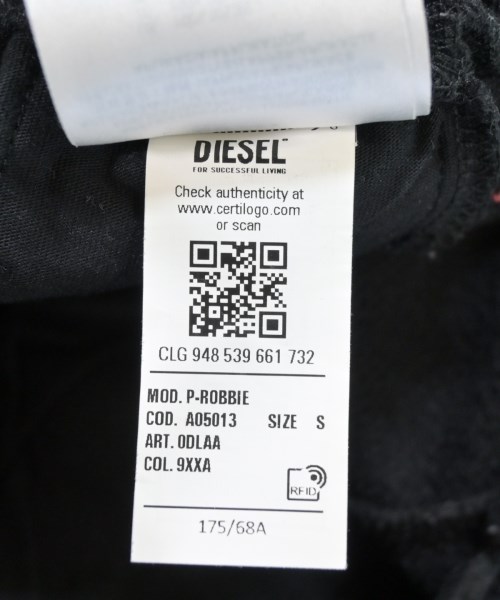 DIESEL
FOR SUCCESSFUL LIVING
Check authenticity at
www.certilogo.com
or scan
CLG 948 539 661 732
MOD. P-ROBBIE
COD. A05013 SIZE S
ART. 0DLAA
COL. 9XXA
RFID
175/68A